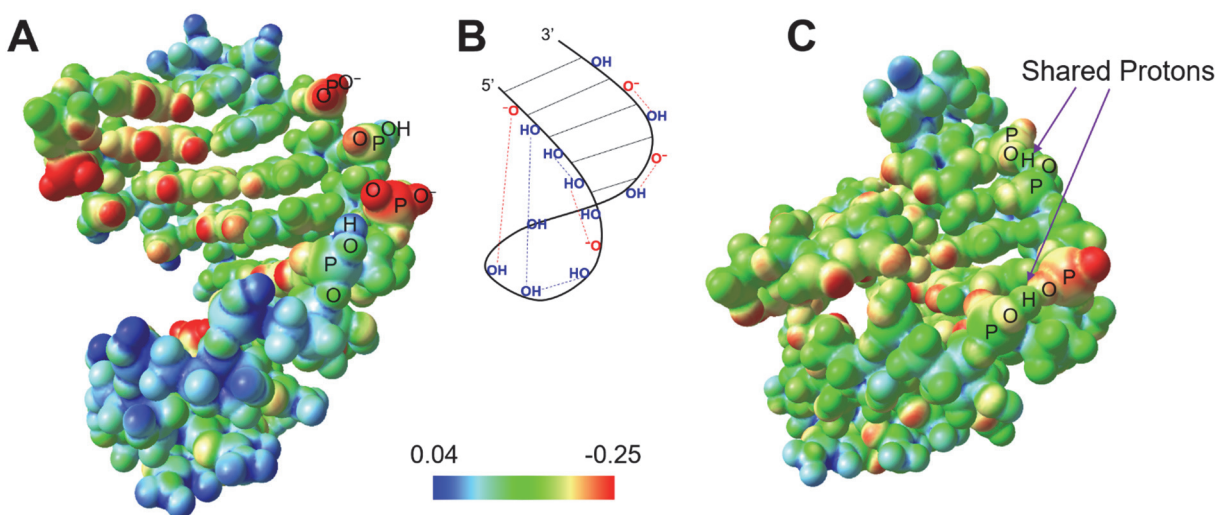 A
O P O⁻
O P OH
O P O⁻
H
O
P
O
B
3’
5’
OH
O⁻
⁻O
HO
OH
HO
O⁻
HO
OH
HO
OH
⁻O
OH
HO
OH
0.04
-0.25
C
Shared Protons
P
O H O
P
H O P
O
P